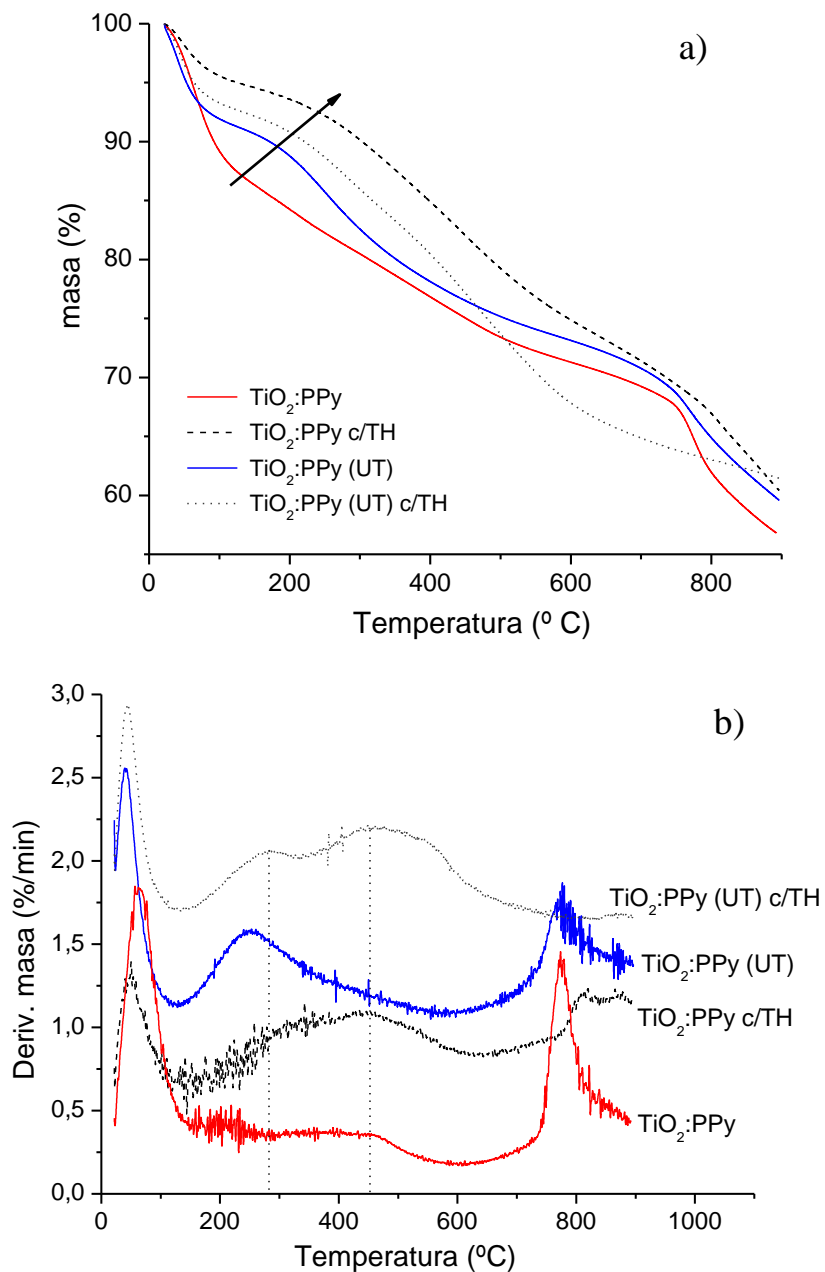 a)
100
90
80
70
60
masa (%)
TiO₂:PPy
TiO₂:PPy c/TH
TiO₂:PPy (UT)
TiO₂:PPy (UT) c/TH
0 200 400 600 800
Temperatura (º C)
b)
3,0
2,5
2,0
1,5
1,0
0,5
0,0
Deriv. masa (%/min)
TiO₂:PPy (UT) c/TH
TiO₂:PPy (UT)
TiO₂:PPy c/TH
TiO₂:PPy
0 200 400 600 800 1000
Temperatura (ºC)